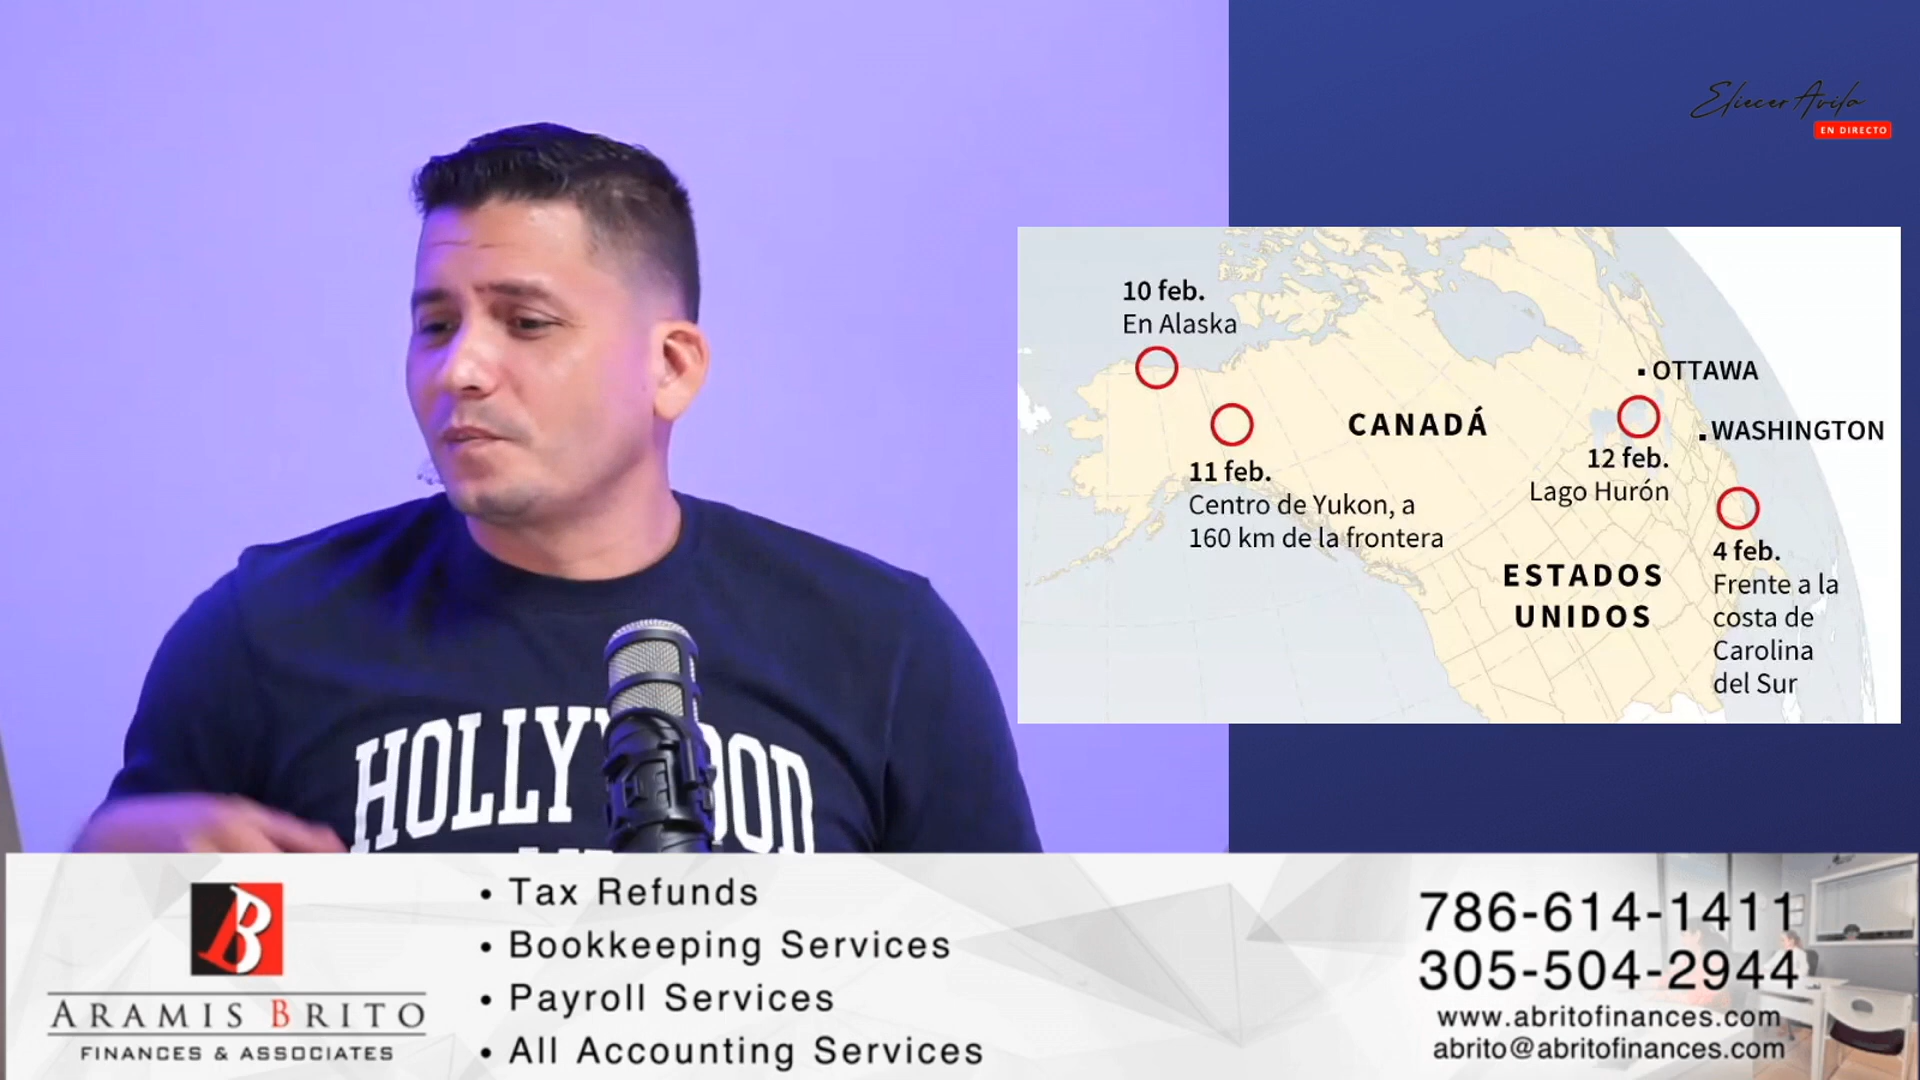 Eliecer Avila
EN DIRECTO
10 feb.
En Alaska
OTTAWA
CANADÁ
WASHINGTON
11 feb.
Centro de Yukon, a
160 km de la frontera
12 feb.
Lago Hurón
4 feb.
Frente a la
costa de
Carolina
del Sur
ESTADOS
UNIDOS
B
ARAMIS BRITO
FINANCES & ASSOCIATES
• Tax Refunds
• Bookkeeping Services
• Payroll Services
• All Accounting Services
786-614-1411
305-504-2944
www.abritofinances.com
abrito@abritofinances.com